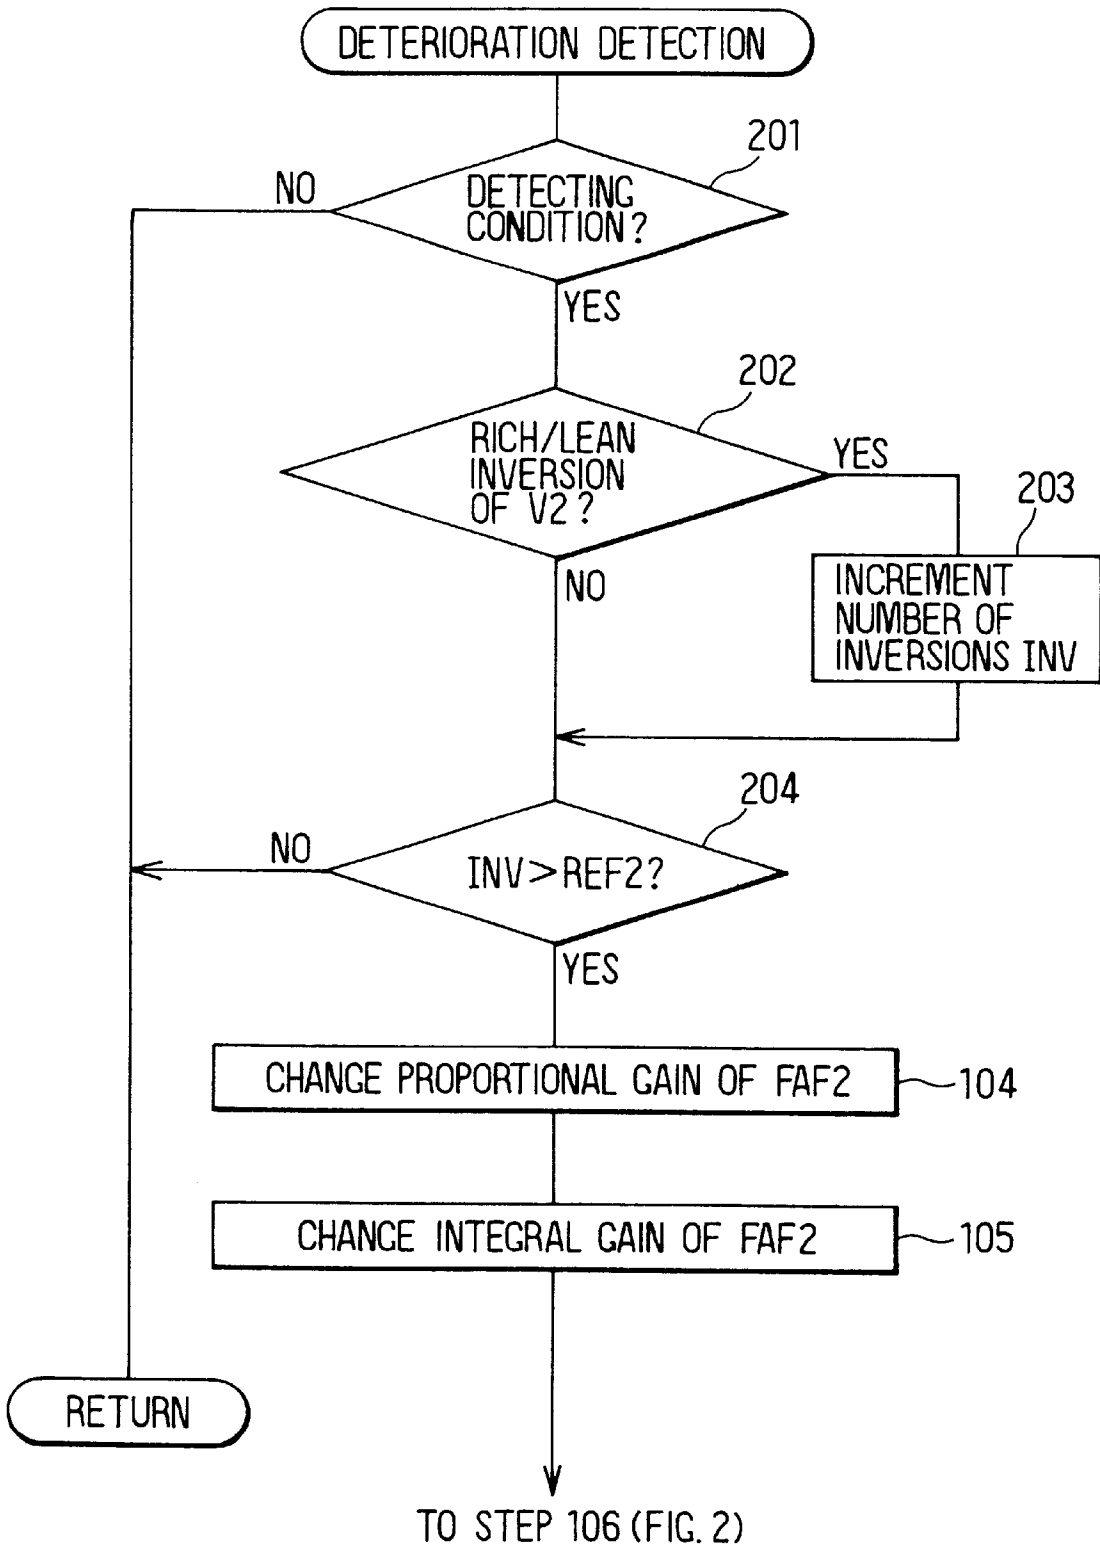 DETERIORATION DETECTION
201
NO
DETECTING
CONDITION?
YES
202
RICH/LEAN
INVERSION
OF V2?
YES
203
NO
INCREMENT
NUMBER OF
INVERSIONS INV
204
NO
INV>REF2?
YES
CHANGE PROPORTIONAL GAIN OF FAF2
104
CHANGE INTEGRAL GAIN OF FAF2
105
RETURN
TO STEP 106 (FIG. 2)